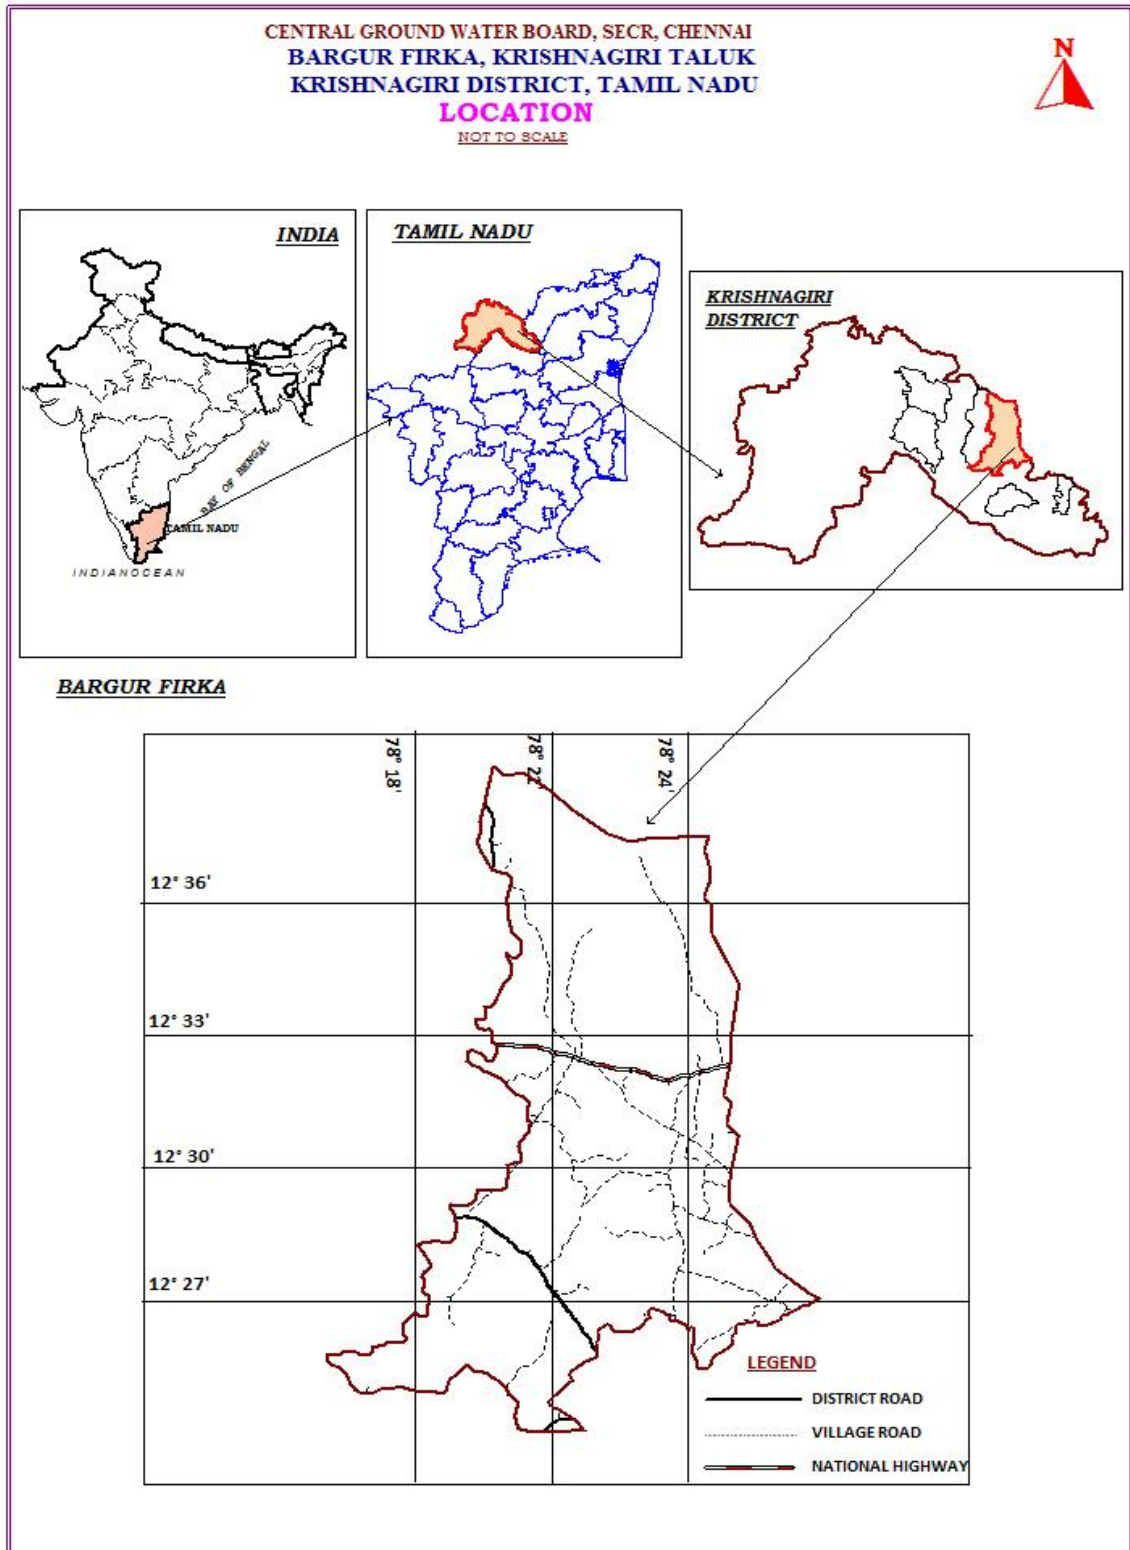 CENTRAL GROUND WATER BOARD, SECR, CHENNAI
BARGUR FIRKA, KRISHNAGIRI TALUK
KRISHNAGIRI DISTRICT, TAMIL NADU
LOCATION
NOT TO SCALE
N
INDIA
TAMIL NADU
KRISHNAGIRI
DISTRICT
BAY OF BENGAL
TAMIL NADU
INDIANOCEAN
BARGUR FIRKA
78° 18'
78° 24'
12° 36'
12° 33'
12° 30'
12° 27'
LEGEND
DISTRICT ROAD
VILLAGE ROAD
NATIONAL HIGHWAY